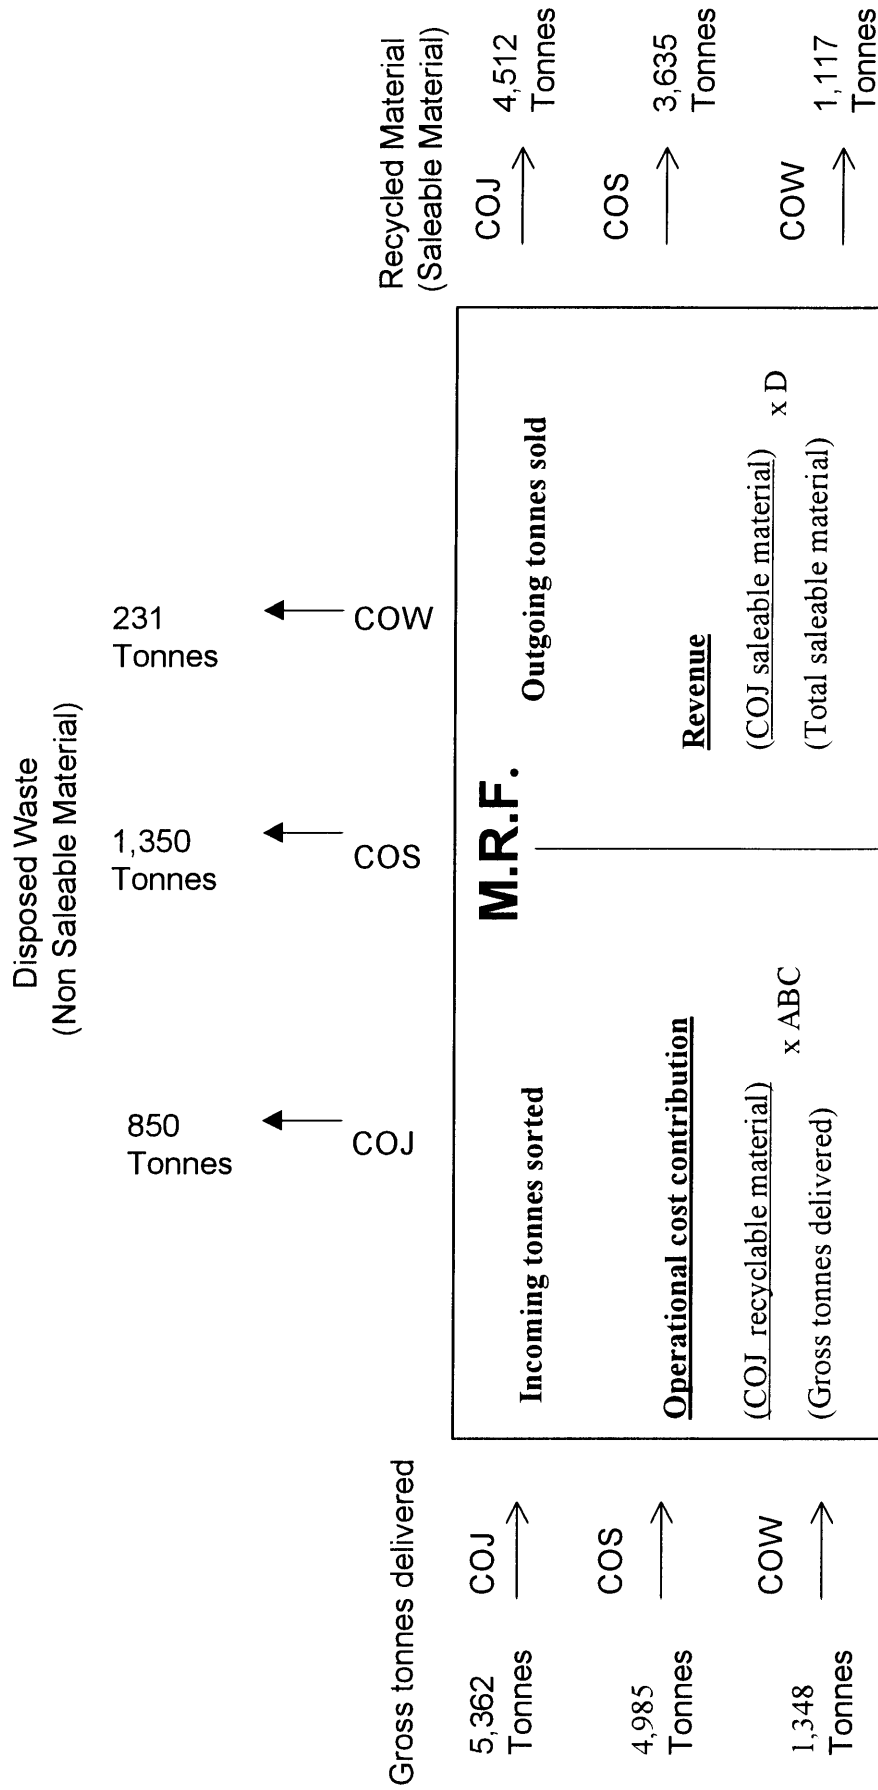 Disposed Waste
(Non Saleable Material)
850
Tonnes
1,350
Tonnes
231
Tonnes
COJ
COS
COW
Gross tonnes delivered
5,362
Tonnes
COJ
4,985
Tonnes
COS
1,348
Tonnes
COW
M.R.F.
Incoming tonnes sorted
Operational cost contribution
(COJ recyclable material)
x ABC
(Gross tonnes delivered)
Outgoing tonnes sold
Revenue
(COJ saleable material)
x D
(Total saleable material)
Recycled Material
(Saleable Material)
COJ
4,512
Tonnes
COS
3,635
Tonnes
COW
1,117
Tonnes